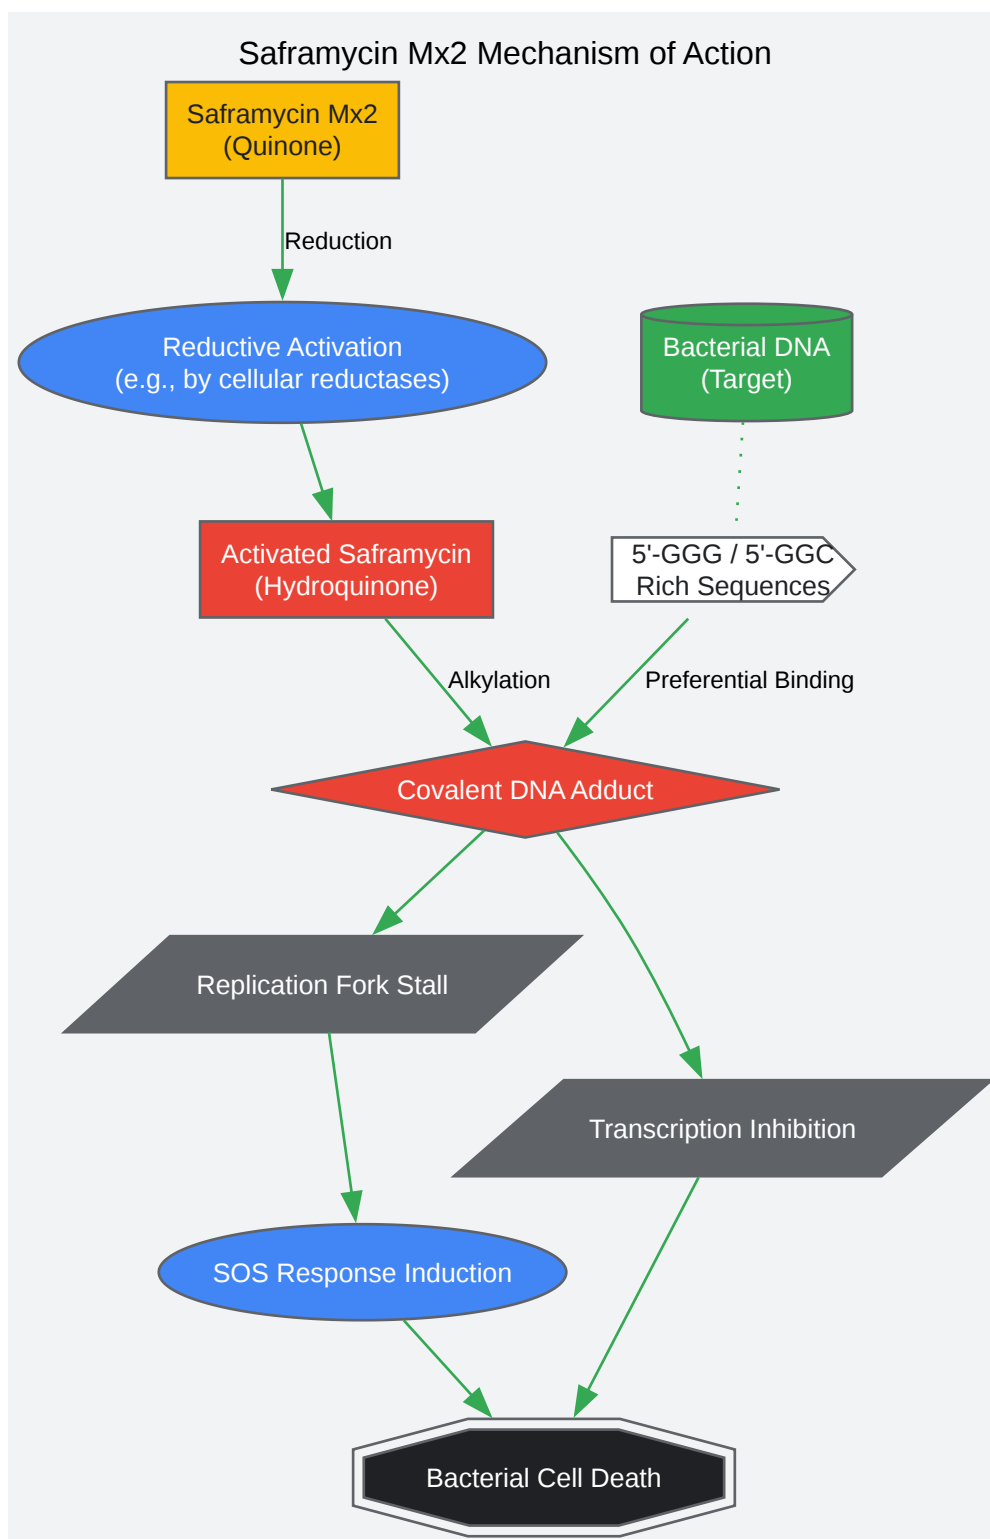 Saframycin Mx2 Mechanism of Action
Saframycin Mx2
(Quinone)
Reduction
Reductive Activation
(e.g., by cellular reductases)
Bacterial DNA
(Target)
Activated Saframycin
(Hydroquinone)
5'-GGG / 5'-GGC
Rich Sequences
Alkylation
Preferential Binding
Covalent DNA Adduct
Replication Fork Stall
Transcription Inhibition
SOS Response Induction
Bacterial Cell Death